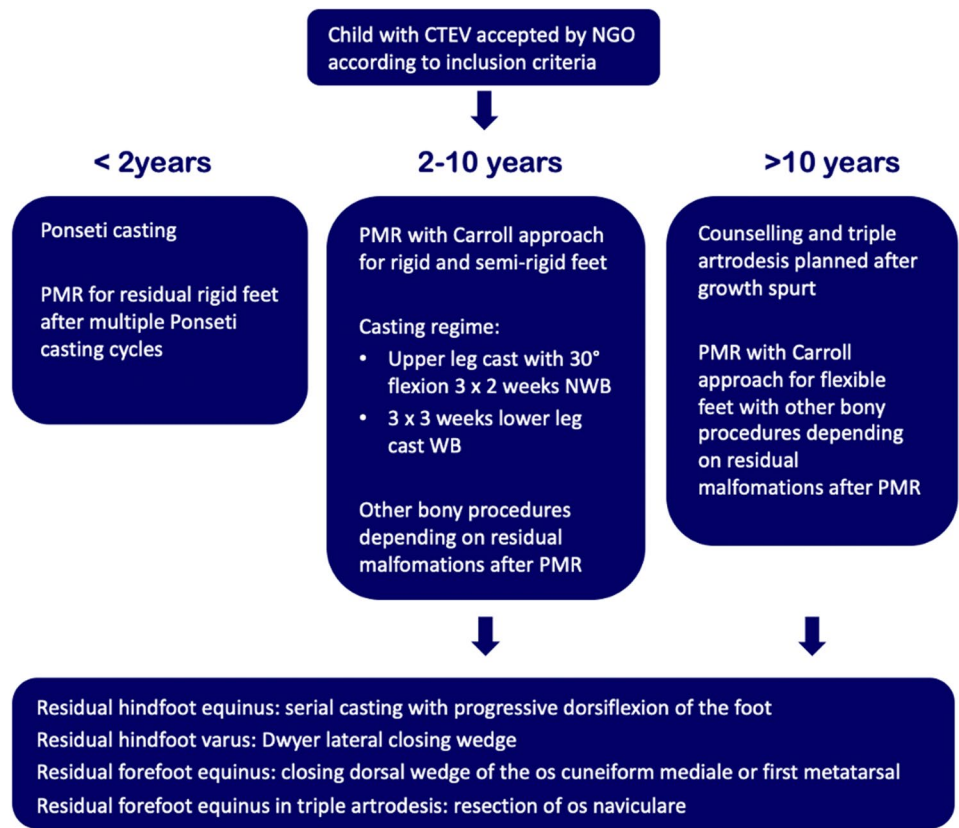 Child with CTEV accepted by NGO
according to inclusion criteria
< 2years
2-10 years
>10 years
Ponseti casting
PMR for residual rigid feet
after multiple Ponseti
casting cycles
PMR with Carroll approach
for rigid and semi-rigid feet
Casting regime:
• Upper leg cast with 30°
flexion 3 x 2 weeks NWB
• 3 x 3 weeks lower leg
cast WB
Other bony procedures
depending on residual
malfomations after PMR
Counselling and triple
artrodesis planned after
growth spurt
PMR with Carroll
approach for flexible
feet with other bony
procedures depending
on residual
malfomations after PMR
Residual hindfoot equinus: serial casting with progressive dorsiflexion of the foot
Residual hindfoot varus: Dwyer lateral closing wedge
Residual forefoot equinus: closing dorsal wedge of the os cuneiform mediale or first metatarsal
Residual forefoot equinus in triple artrodesis: resection of os naviculare